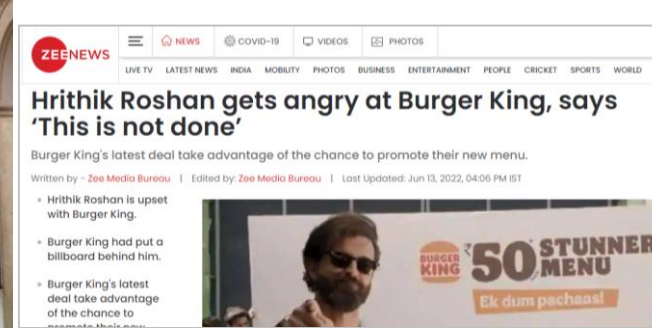 ZEENEWS
NEWS COVID-19 VIDEOS PHOTOS
LIVE TV LATEST NEWS INDIA MOBILITY PHOTOS BUSINESS ENTERTAINMENT PEOPLE CRICKET SPORTS WORLD
Hrithik Roshan gets angry at Burger King, says
‘This is not done’
Burger King's latest deal take advantage of the chance to promote their new menu.
Written by - Zee Media Bureau | Edited by: Zee Media Bureau | Last Updated: Jun 13, 2022, 04:06 PM IST
Hrithik Roshan is upset
with Burger King.
Burger King had put a
billboard behind him.
Burger King's latest
deal take advantage
of the chance to
promote their new
BURGER
KING
₹50 STUNNER
MENU
Ek dum pachaas!